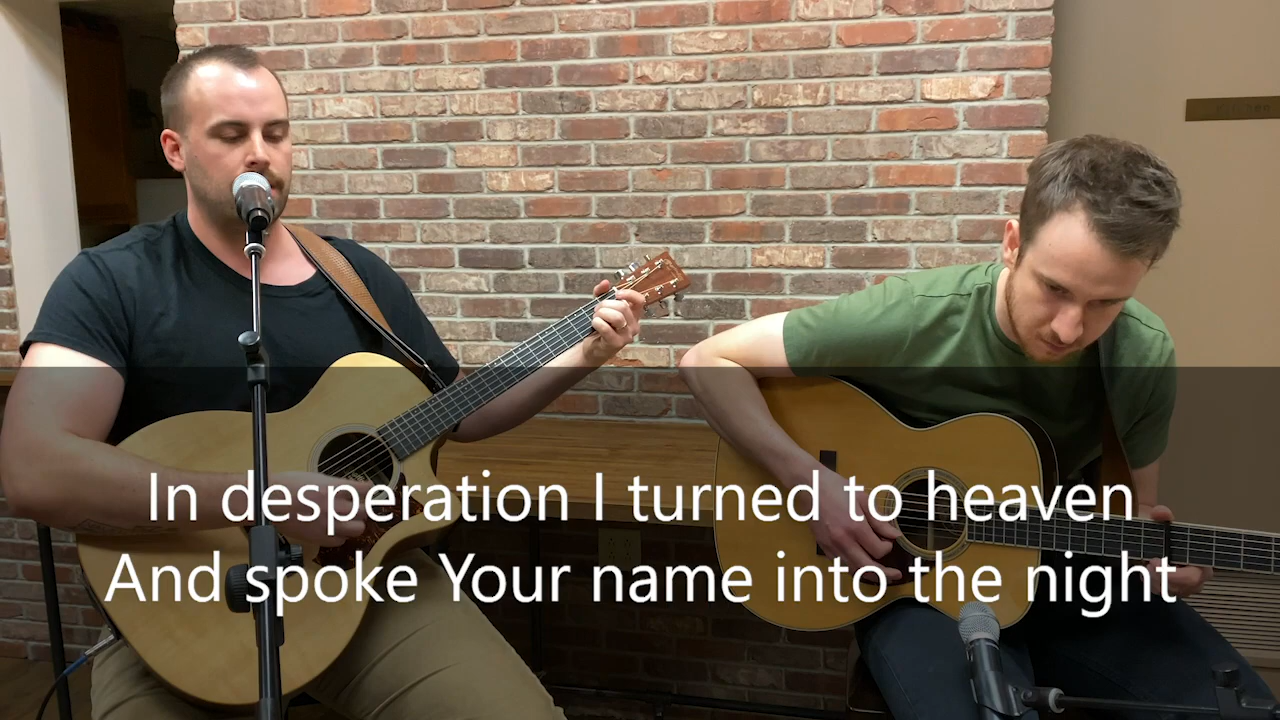 In desperation I turned to heaven
And spoke Your name into the night